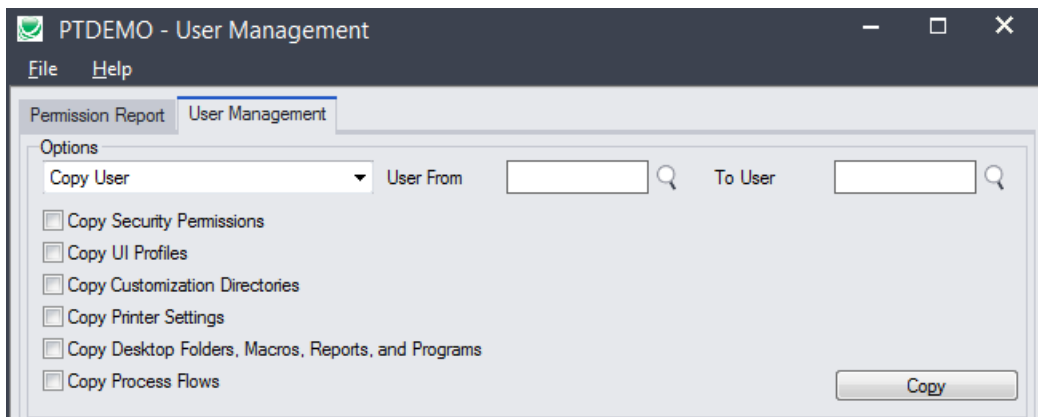 PTDEMO - User Management
File Help
Permission Report User Management
Options
Copy User User From To User
Copy Security Permissions
Copy UI Profiles
Copy Customization Directories
Copy Printer Settings
Copy Desktop Folders, Macros, Reports, and Programs
Copy Process Flows
Copy